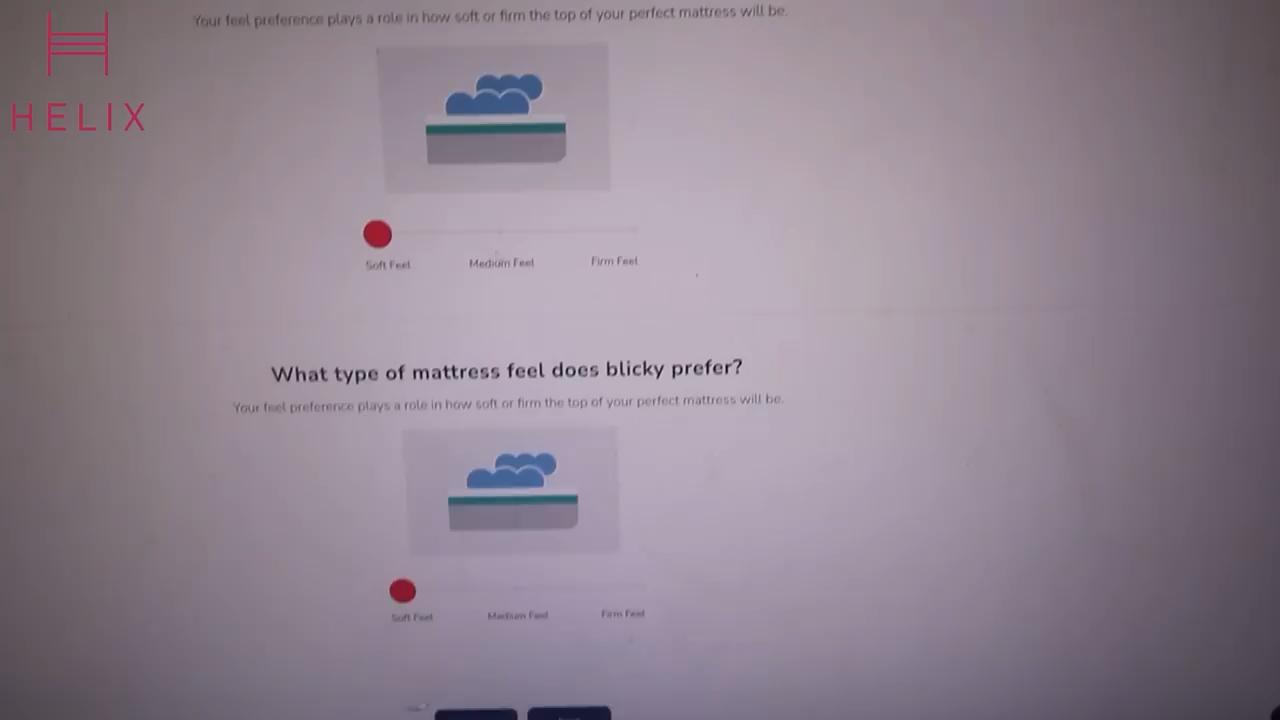 Your feel preference plays a role in how soft or firm the top of your perfect mattress will be.
HELIX
Soft Feel
Medium Feel
Firm Feel
What type of mattress feel does blicky prefer?
Your feel preference plays a role in how soft or firm the top of your perfect mattress will be.
Soft Feel
Medium Feel
Firm Feel